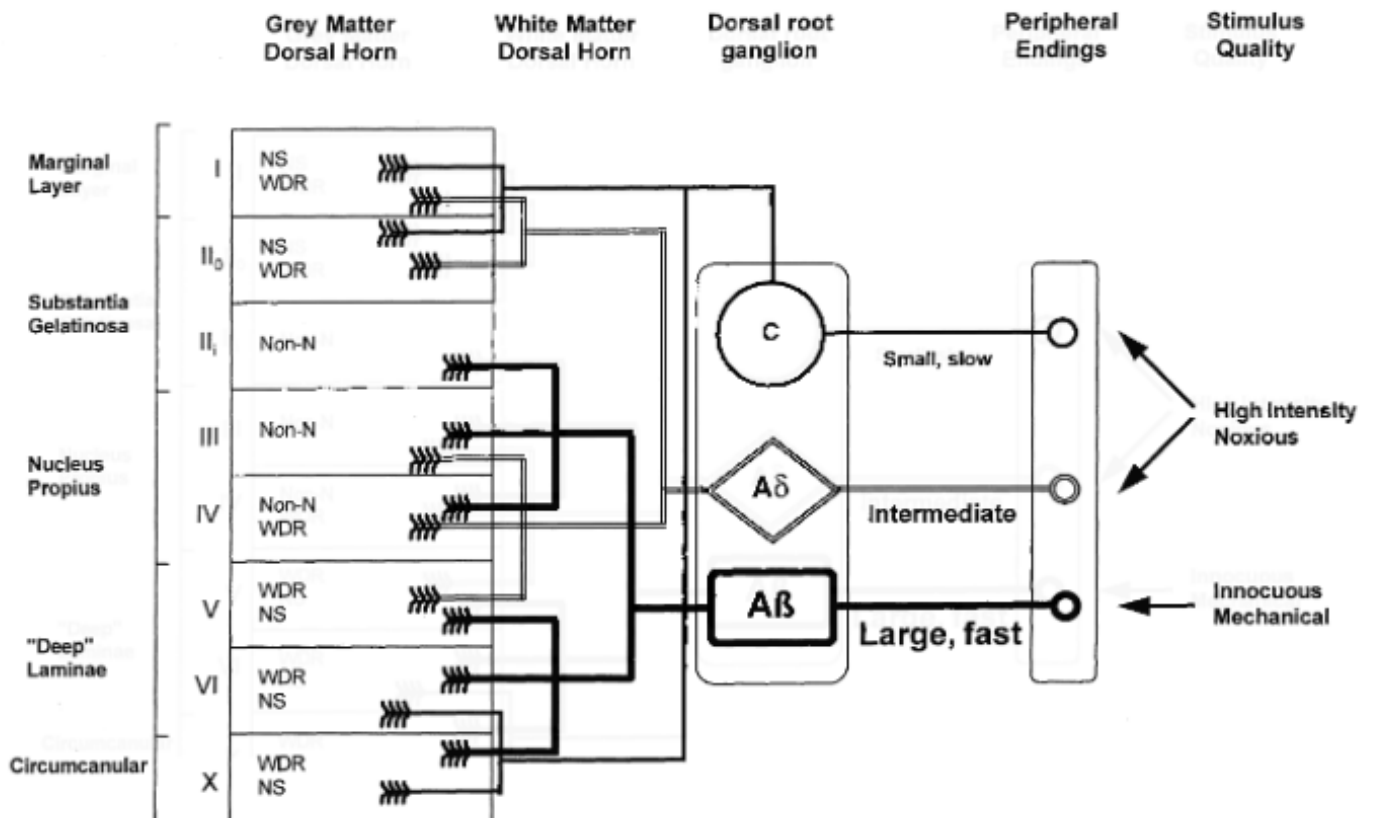 Grey Matter
Dorsal Horn
White Matter
Dorsal Horn
Dorsal root
ganglion
Peripheral
Endings
Stimulus
Quality
Marginal
Layer
I
NS
WDR
Substantia
Gelatinosa
II₀
NS
WDR
IIᵢ
Non-N
Nucleus
Propius
III
Non-N
IV
Non-N
WDR
"Deep"
Laminae
V
WDR
NS
VI
WDR
NS
Circumcanular
X
WDR
NS
C
Small, slow
Aδ
Intermediate
Aß
Large, fast
High Intensity
Noxious
Innocuous
Mechanical